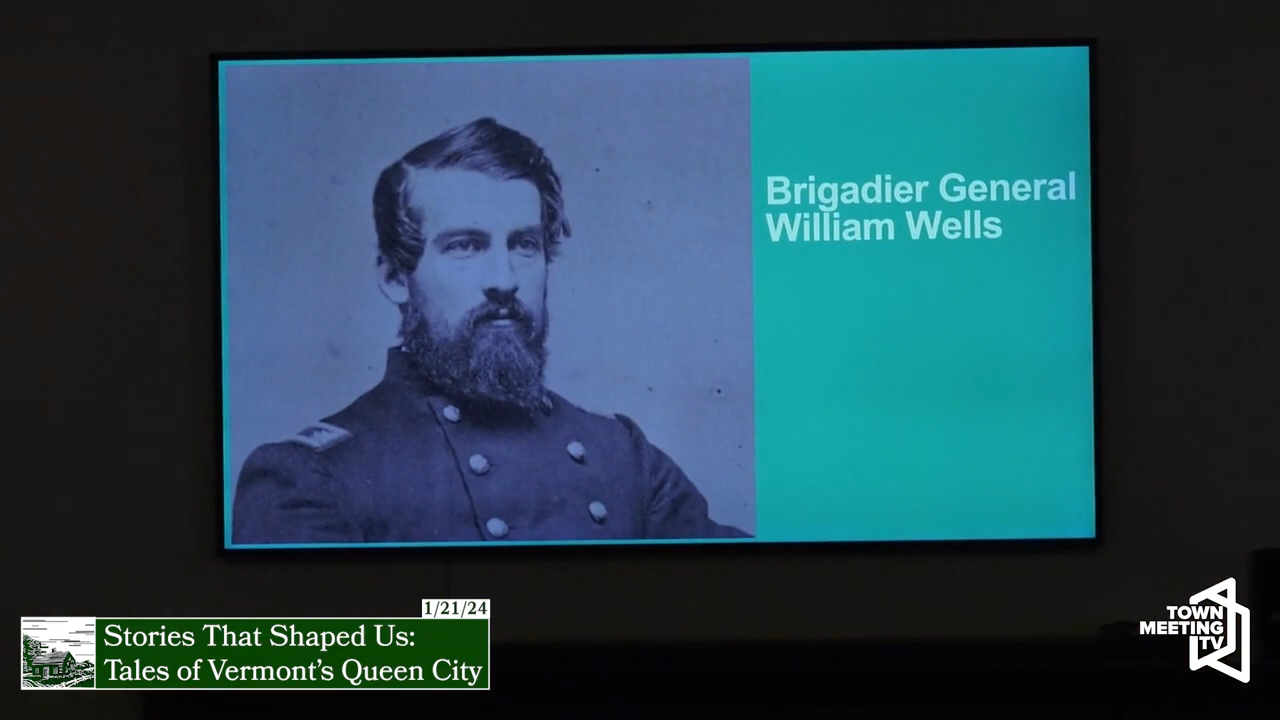 Brigadier General
William Wells
1/21/24
Stories That Shaped Us:
Tales of Vermont's Queen City
TOWN
MEETING
TV